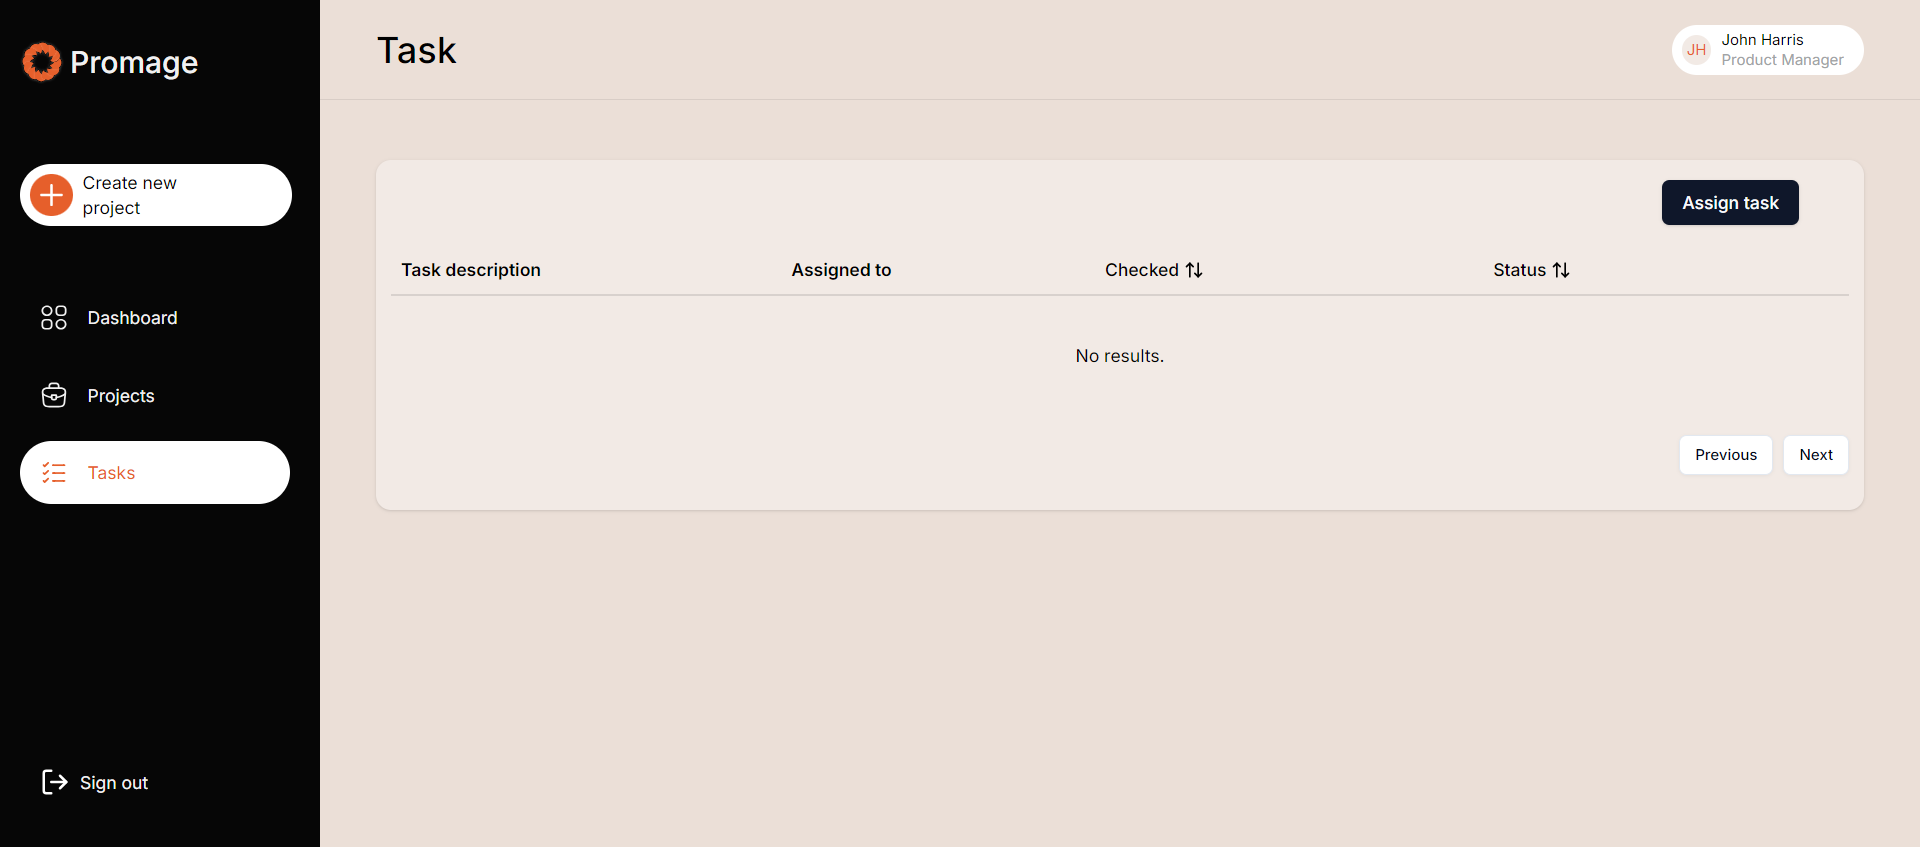 Promage
Create new
project
Dashboard
Projects
Tasks
Sign out
Task
JH
John Harris
Product Manager
Assign task
Task description
Assigned to
Checked
Status
No results.
Previous
Next